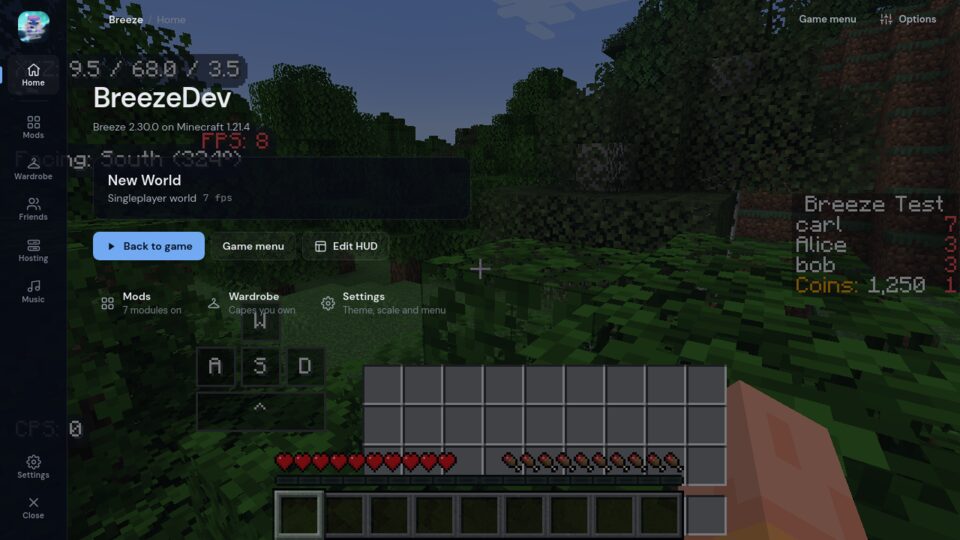 Breeze / Home
Game menu
Options
XYZ: 9.5 / 68.0 / 3.5
Home
BreezeDev
Breeze 2.30.0 on Minecraft 1.21.4
FPS: 8
Mods
Facing: South (324°)
Wardrobe
New World
Singleplayer world 7 fps
Friends
Breeze Test
carl 7
Alice 3
bob 3
Coins: 1,250 1
Hosting
Back to game
Game menu
Edit HUD
Music
Mods
7 modules on
Wardrobe
Capes you own
Settings
Theme, scale and menu
W
A S D
^
CPS: 0
Settings
Close